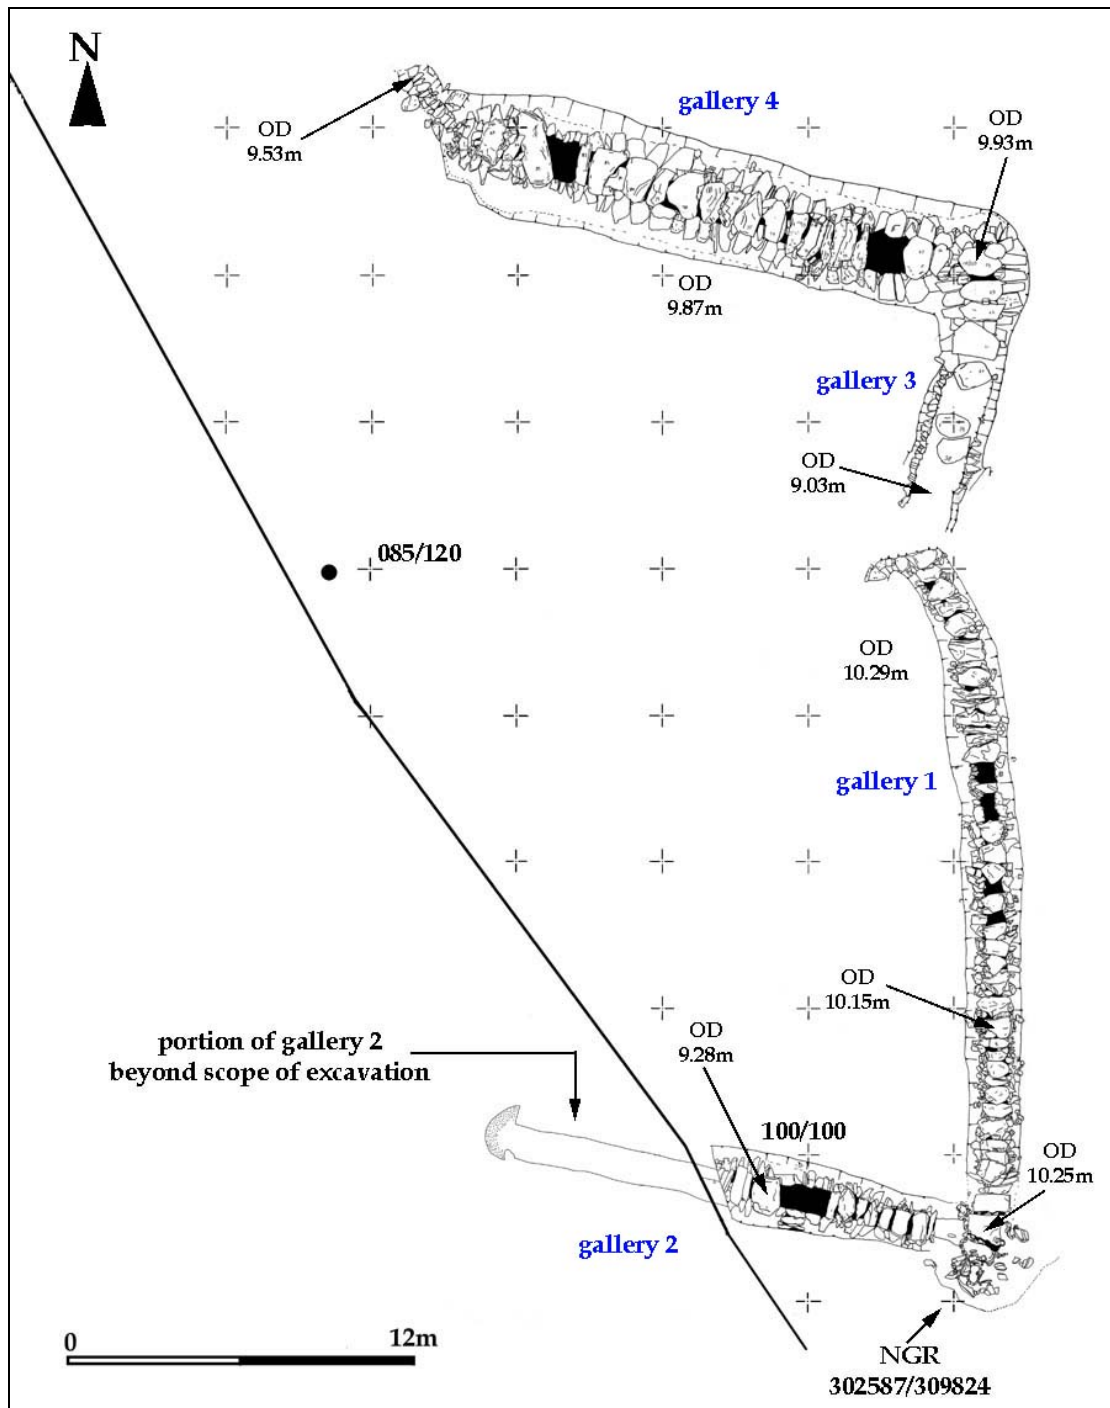 N
gallery 4
OD
9.53m
OD
9.93m
OD
9.87m
gallery 3
OD
9.03m
085/120
OD
10.29m
gallery 1
OD
10.15m
portion of gallery 2
beyond scope of excavation
OD
9.28m
100/100
OD
10.25m
gallery 2
0 12m
NGR
302587/309824